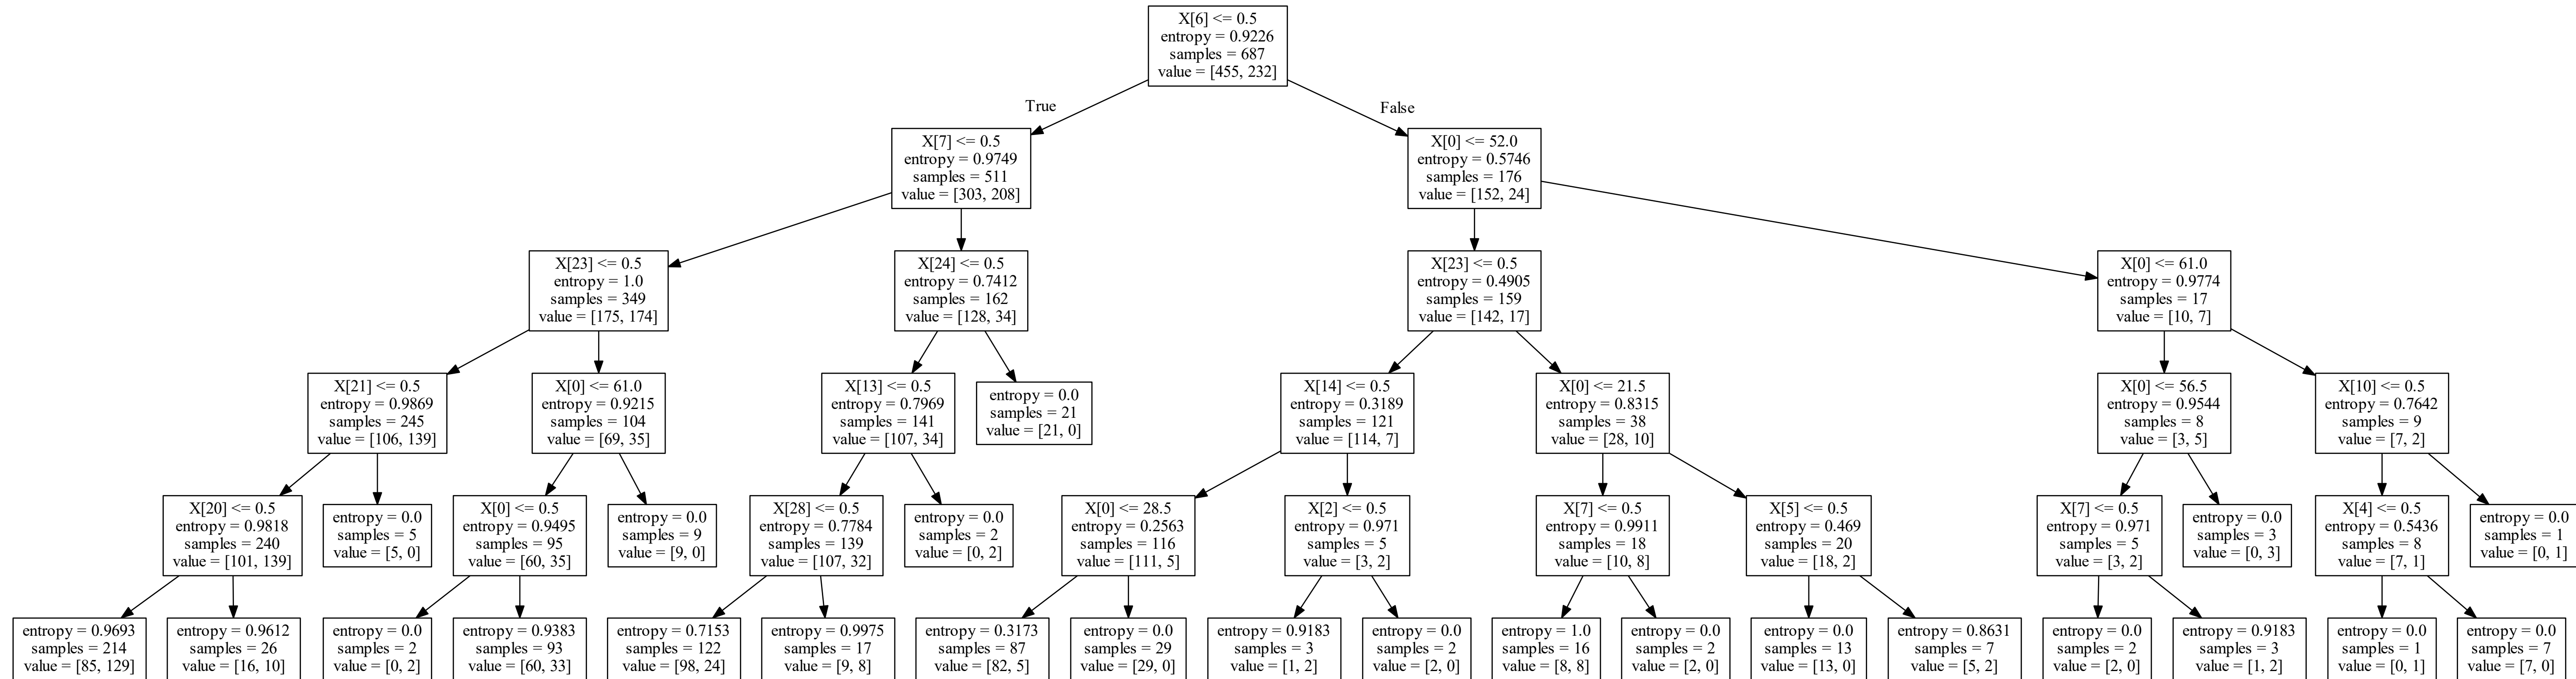 X[6] <= 0.5
entropy = 0.9226
samples = 687
value = [455, 232]
True
False
X[7] <= 0.5
entropy = 0.9749
samples = 511
value = [303, 208]
X[0] <= 52.0
entropy = 0.5746
samples = 176
value = [152, 24]
X[23] <= 0.5
entropy = 1.0
samples = 349
value = [175, 174]
X[24] <= 0.5
entropy = 0.7412
samples = 162
value = [128, 34]
X[23] <= 0.5
entropy = 0.4905
samples = 159
value = [142, 17]
X[0] <= 61.0
entropy = 0.9774
samples = 17
value = [10, 7]
X[21] <= 0.5
entropy = 0.9869
samples = 245
value = [106, 139]
X[0] <= 61.0
entropy = 0.9215
samples = 104
value = [69, 35]
X[13] <= 0.5
entropy = 0.7969
samples = 141
value = [107, 34]
entropy = 0.0
samples = 21
value = [21, 0]
X[14] <= 0.5
entropy = 0.3189
samples = 121
value = [114, 7]
X[0] <= 21.5
entropy = 0.8315
samples = 38
value = [28, 10]
X[0] <= 56.5
entropy = 0.9544
samples = 8
value = [3, 5]
X[10] <= 0.5
entropy = 0.7642
samples = 9
value = [7, 2]
X[20] <= 0.5
entropy = 0.9818
samples = 240
value = [101, 139]
entropy = 0.0
samples = 5
value = [5, 0]
X[0] <= 0.5
entropy = 0.9495
samples = 95
value = [60, 35]
entropy = 0.0
samples = 9
value = [9, 0]
X[28] <= 0.5
entropy = 0.7784
samples = 139
value = [107, 32]
entropy = 0.0
samples = 2
value = [0, 2]
X[0] <= 28.5
entropy = 0.2563
samples = 116
value = [111, 5]
X[2] <= 0.5
entropy = 0.971
samples = 5
value = [3, 2]
X[7] <= 0.5
entropy = 0.9911
samples = 18
value = [10, 8]
X[5] <= 0.5
entropy = 0.469
samples = 20
value = [18, 2]
X[7] <= 0.5
entropy = 0.971
samples = 5
value = [3, 2]
entropy = 0.0
samples = 3
value = [0, 3]
X[4] <= 0.5
entropy = 0.5436
samples = 8
value = [7, 1]
entropy = 0.0
samples = 1
value = [0, 1]
entropy = 0.9693
samples = 214
value = [85, 129]
entropy = 0.9612
samples = 26
value = [16, 10]
entropy = 0.0
samples = 2
value = [0, 2]
entropy = 0.9383
samples = 93
value = [60, 33]
entropy = 0.7153
samples = 122
value = [98, 24]
entropy = 0.9975
samples = 17
value = [9, 8]
entropy = 0.3173
samples = 87
value = [82, 5]
entropy = 0.0
samples = 29
value = [29, 0]
entropy = 0.9183
samples = 3
value = [1, 2]
entropy = 0.0
samples = 2
value = [2, 0]
entropy = 1.0
samples = 16
value = [8, 8]
entropy = 0.0
samples = 2
value = [2, 0]
entropy = 0.0
samples = 13
value = [13, 0]
entropy = 0.8631
samples = 7
value = [5, 2]
entropy = 0.0
samples = 2
value = [2, 0]
entropy = 0.9183
samples = 3
value = [1, 2]
entropy = 0.0
samples = 1
value = [0, 1]
entropy = 0.0
samples = 7
value = [7, 0]